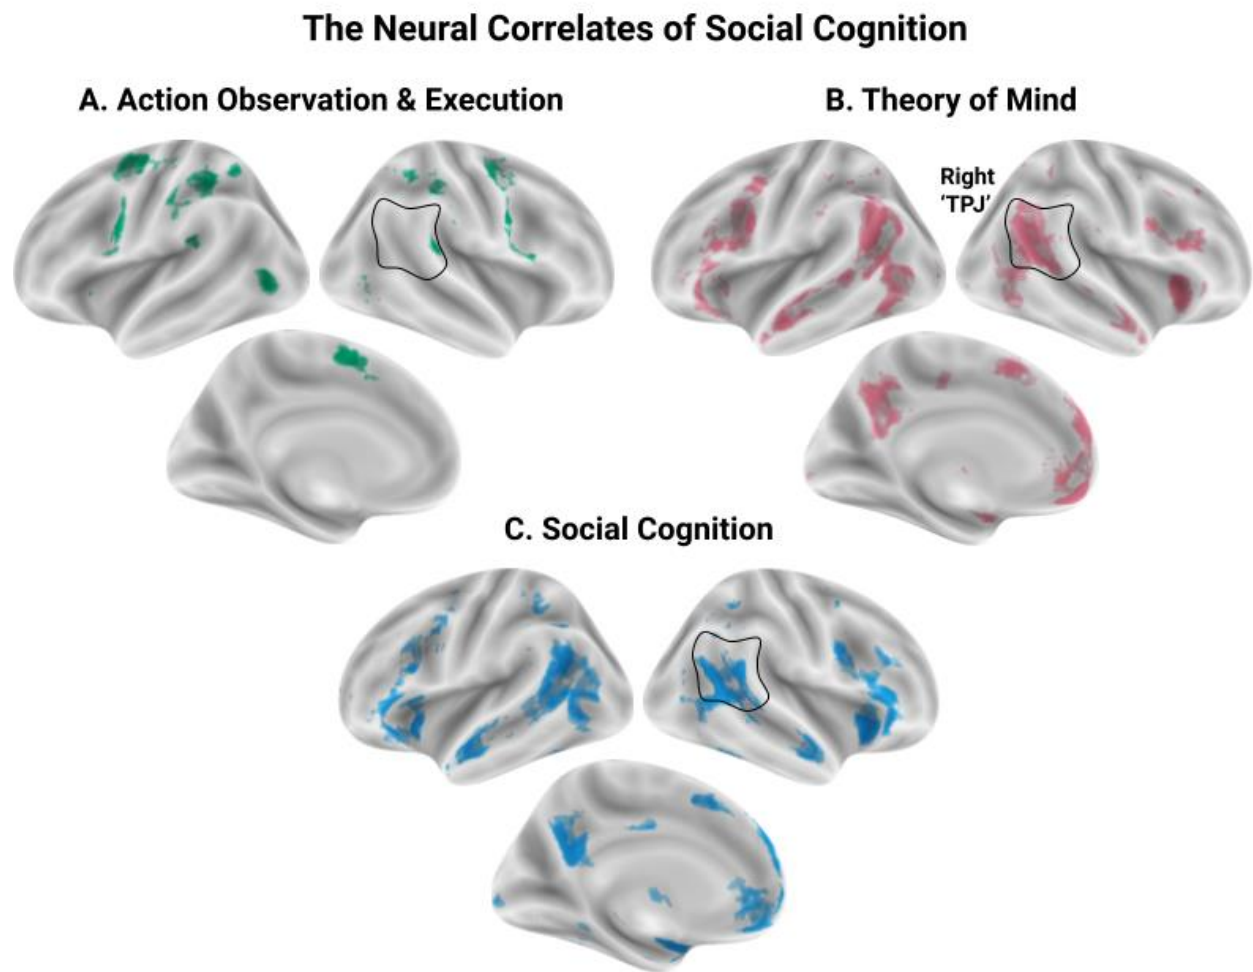 The Neural Correlates of Social Cognition
A. Action Observation & Execution
B. Theory of Mind
Right
‘TPJ’
C. Social Cognition